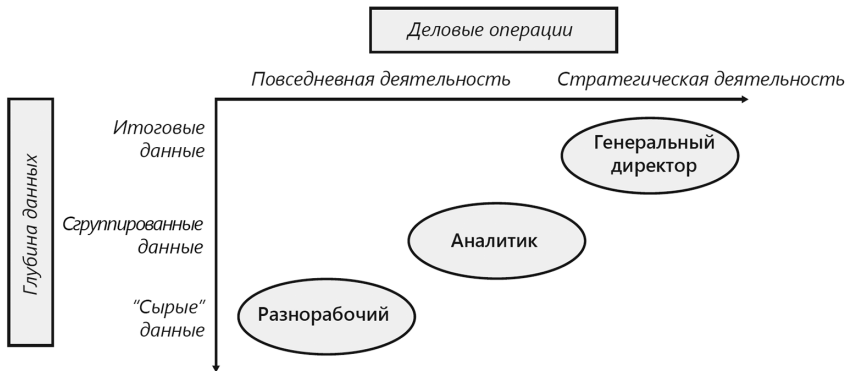 Деловые операции
Повседневная деятельность
Стратегическая деятельность
Глубина данных
Итоговые
данные
Генеральный
директор
Сгруппированные
данные
Аналитик
"Сырые"
данные
Разнорабочий